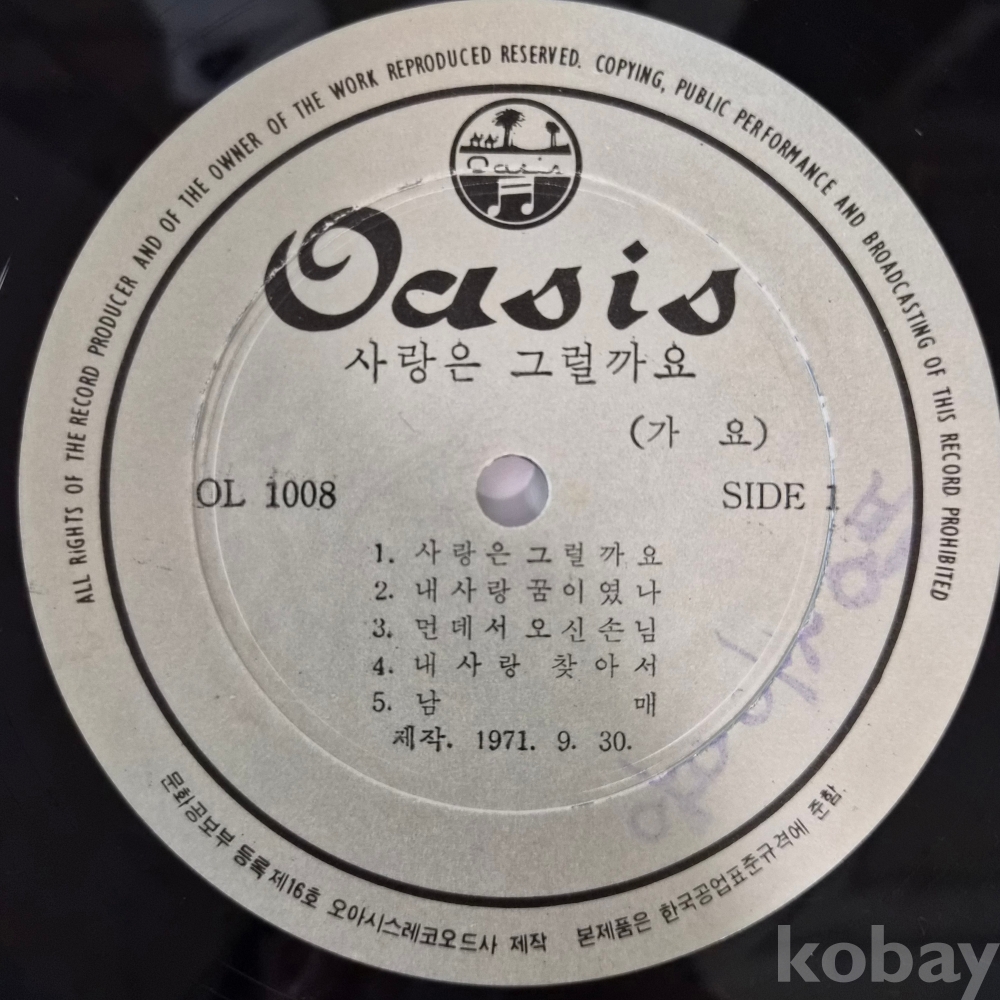 ALL RIGHTS OF THE RECORD PRODUCER AND OF THE OWNER OF THE WORK REPRODUCED RESERVED. COPYING, PUBLIC PERFORMANCE AND BROADCASTING OF THIS RECORD PROHIBITED
Oasis
Oasis
사랑은 그럴까요
(가 요)
OL 1008
SIDE 1
1. 사랑은그럴까요
2. 내사랑꿈이였나
3. 먼데서오신손님
4. 내사랑 찾아서
5. 남 매
제작. 1971. 9. 30.
문화공보부 등록 제16호 오아시스레코오드사 제작 본제품은 한국공업표준규격에 준함
kobay